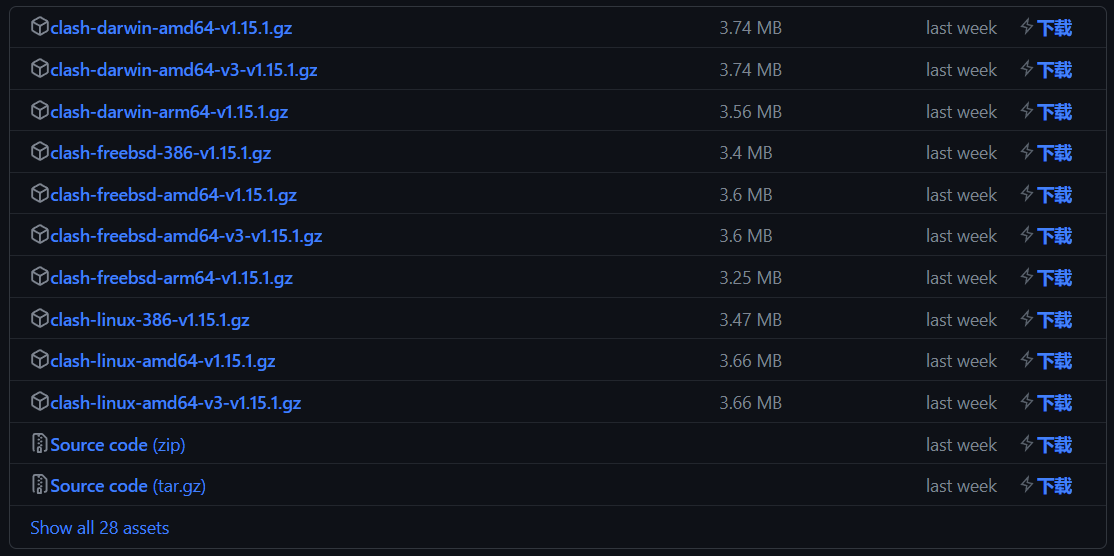 clash-darwin-amd64-v1.15.1.gz 3.74 MB last week 下载
clash-darwin-amd64-v3-v1.15.1.gz 3.74 MB last week 下载
clash-darwin-arm64-v1.15.1.gz 3.56 MB last week 下载
clash-freebsd-386-v1.15.1.gz 3.4 MB last week 下载
clash-freebsd-amd64-v1.15.1.gz 3.6 MB last week 下载
clash-freebsd-amd64-v3-v1.15.1.gz 3.6 MB last week 下载
clash-freebsd-arm64-v1.15.1.gz 3.25 MB last week 下载
clash-linux-386-v1.15.1.gz 3.47 MB last week 下载
clash-linux-amd64-v1.15.1.gz 3.66 MB last week 下载
clash-linux-amd64-v3-v1.15.1.gz 3.66 MB last week 下载
Source code (zip) last week 下载
Source code (tar.gz) last week 下载
Show all 28 assets